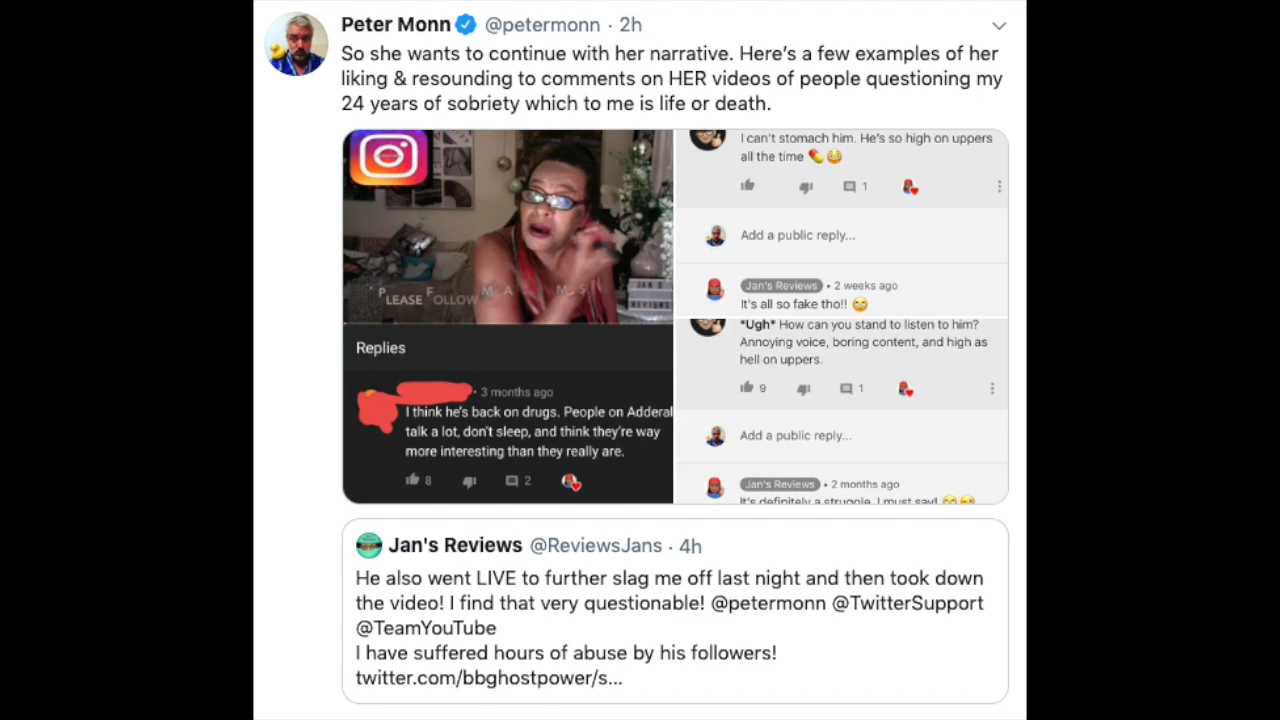 Peter Monn @petermonn · 2h
So she wants to continue with her narrative. Here's a few examples of her
liking & resounding to comments on HER videos of people questioning my
24 years of sobriety which to me is life or death.
PLEASE FOLLOW
Replies
· 3 months ago
I think he's back on drugs. People on Adderal
talk a lot, don't sleep, and think they're way
more interesting than they really are.
8 2
I can't stomach him. He's so high on uppers
all the time
1
Add a public reply...
Jan's Reviews • 2 weeks ago
It's all so fake tho!!
*Ugh* How can you stand to listen to him?
Annoying voice, boring content, and high as
hell on uppers.
9 1
Add a public reply...
Jan's Reviews • 2 months ago
It's definitely a struggle, I must say!
Jan's Reviews @ReviewsJans · 4h
He also went LIVE to further slag me off last night and then took down
the video! I find that very questionable! @petermonn @TwitterSupport
@TeamYouTube
I have suffered hours of abuse by his followers!
twitter.com/bbghostpower/s...